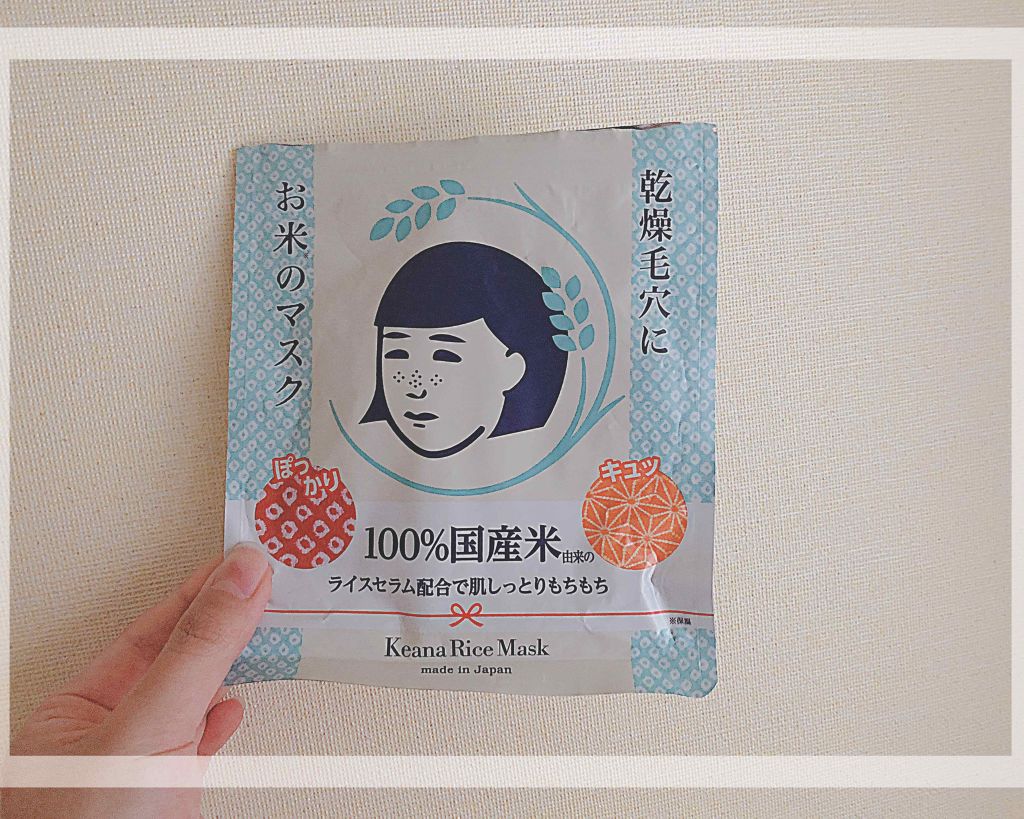 乾燥毛穴に
お米のマスク
ぽっかり
キュッ
100%国産米由来の
ライスセラム配合で肌しっとりもちもち
※保湿
Keana Rice Mask
made in Japan